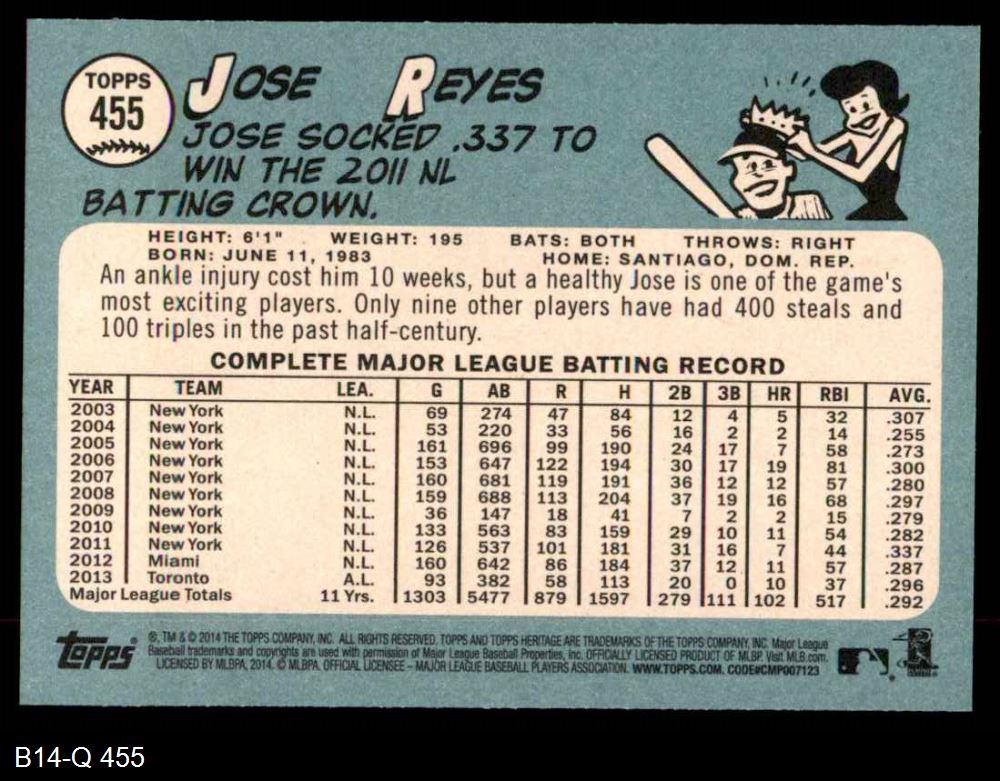 TOPPS
455
JOSE REYES
JOSE SOCKED .337 TO
WIN THE 2011 NL
BATTING CROWN.
HEIGHT: 6'1" WEIGHT: 195 BATS: BOTH THROWS: RIGHT
BORN: JUNE 11, 1983 HOME: SANTIAGO, DOM. REP.
An ankle injury cost him 10 weeks, but a healthy Jose is one of the game's
most exciting players. Only nine other players have had 400 steals and
100 triples in the past half-century.
COMPLETE MAJOR LEAGUE BATTING RECORD
YEAR TEAM LEA. G AB R H 2B 3B HR RBI AVG.
2003 New York N.L. 69 274 47 84 12 4 5 32 .307
2004 New York N.L. 53 220 33 56 16 2 2 14 .255
2005 New York N.L. 161 696 99 190 24 17 7 58 .273
2006 New York N.L. 153 647 122 194 30 17 19 81 .300
2007 New York N.L. 160 681 119 191 36 12 12 57 .280
2008 New York N.L. 159 688 113 204 37 19 16 68 .297
2009 New York N.L. 36 147 18 41 7 2 2 15 .279
2010 New York N.L. 133 563 83 159 29 10 11 54 .282
2011 New York N.L. 126 537 101 181 31 16 7 44 .337
2012 Miami N.L. 160 642 86 184 37 12 11 57 .287
2013 Toronto A.L. 93 382 58 113 20 0 10 37 .296
Major League Totals 11 Yrs. 1303 5477 879 1597 279 111 102 517 .292
topps®
®, TM & © 2014 THE TOPPS COMPANY, INC. ALL RIGHTS RESERVED. TOPPS AND TOPPS HERITAGE ARE TRADEMARKS OF THE TOPPS COMPANY, INC. Major League
Baseball trademarks and copyrights are used with permission of Major League Baseball Properties, Inc. OFFICIALLY LICENSED PRODUCT OF MLBP. Visit MLB.com.
LICENSED BY MLBPA, 2014. © MLBPA. OFFICIAL LICENSEE – MAJOR LEAGUE BASEBALL PLAYERS ASSOCIATION. WWW.TOPPS.COM. CODE#CMP007123
B14-Q 455